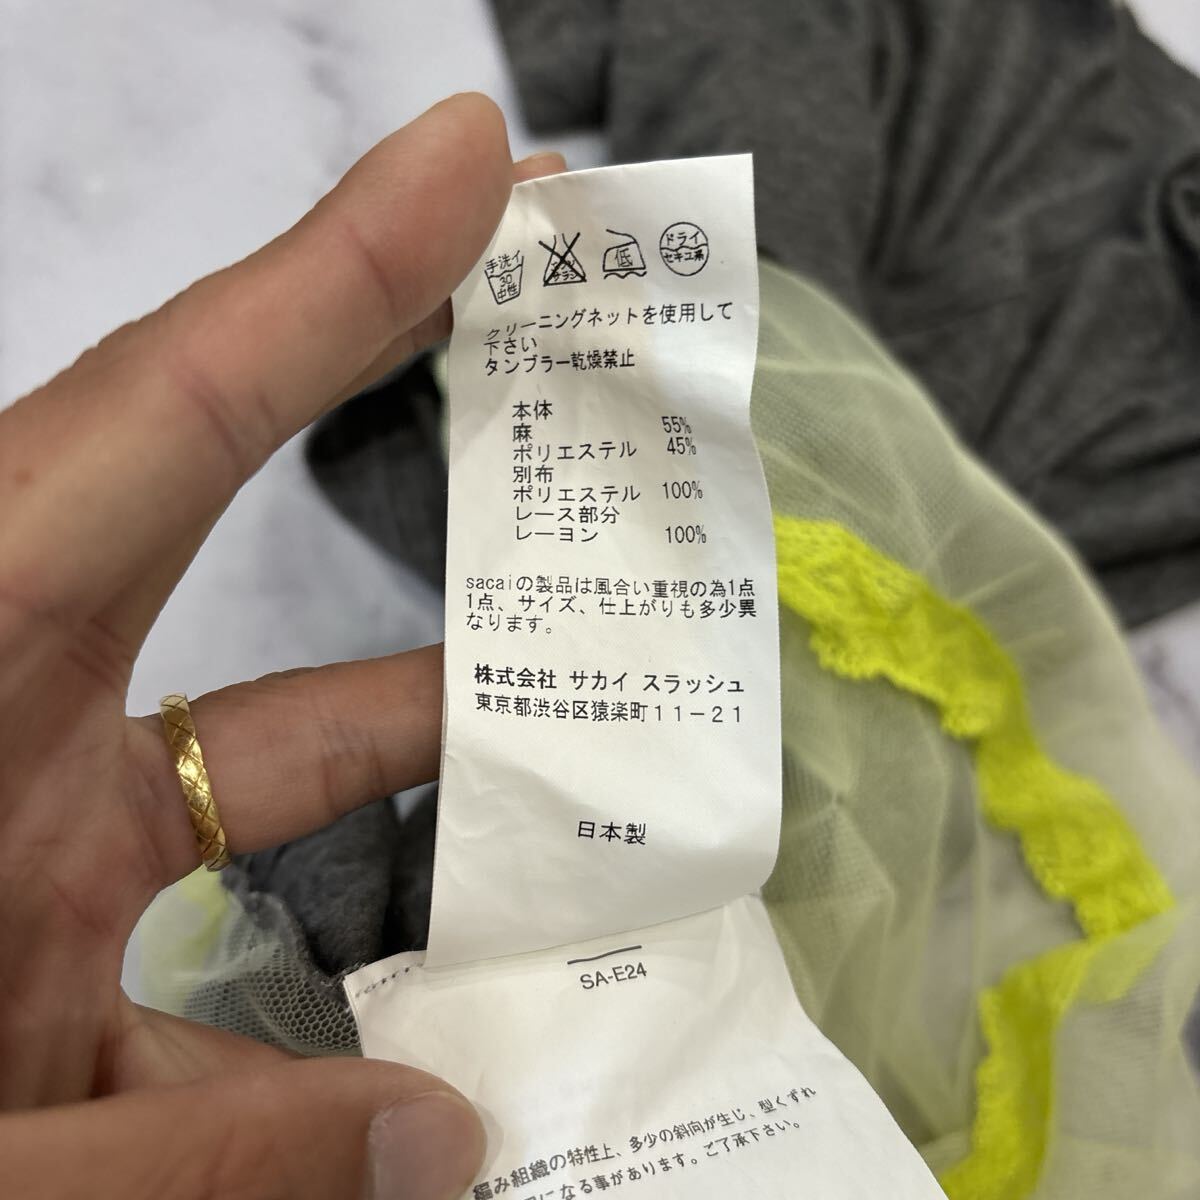 手洗イ
30
中性
エンソ
サラシ
低
ドライ
セキユ系
クリーニングネットを使用して
下さい
タンブラー乾燥禁止
本体
麻 55%
ポリエステル 45%
別布
ポリエステル 100%
レース部分
レーヨン 100%
sacaiの製品は風合い重視の為1点
1点、サイズ、仕上がりも多少異
なります。
株式会社 サカイ スラッシュ
東京都渋谷区猿楽町11-21
日本製
SA-E24
編み組織の特性上、多少の斜向が生じ、型くずれ
になる事があります。ご了承下さい。